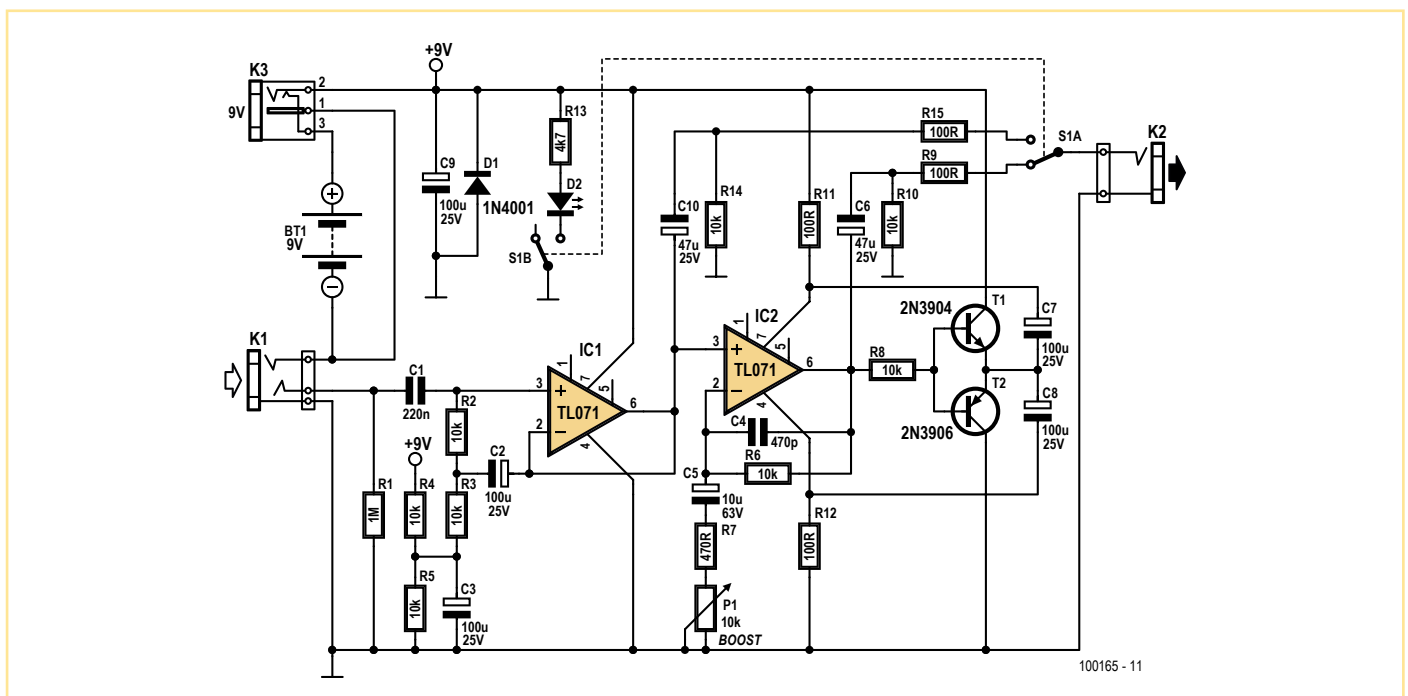 +9V
K3
2
9V
1
3
BT1
9V
K1
C9
100u
25V
D1
1N4001
R13
4k7
D2
S1B
C10
47u
25V
R14
10k
R11
100R
C6
47u
25V
R15
100R
R9
100R
R10
10k
S1A
K2
C1
220n
R2
10k
+9V
R1
1M
R4
10k
R3
10k
R5
10k
C2
100u
25V
C3
100u
25V
IC1
1
7
5
3
2
6
4
TL071
IC2
1
7
5
3
2
6
4
TL071
C4
470p
R6
10k
C5
10u
63V
R7
470R
P1
10k
BOOST
R8
10k
R12
100R
2N3904
T1
T2
2N3906
C7
100u
25V
C8
100u
25V
100165 - 11